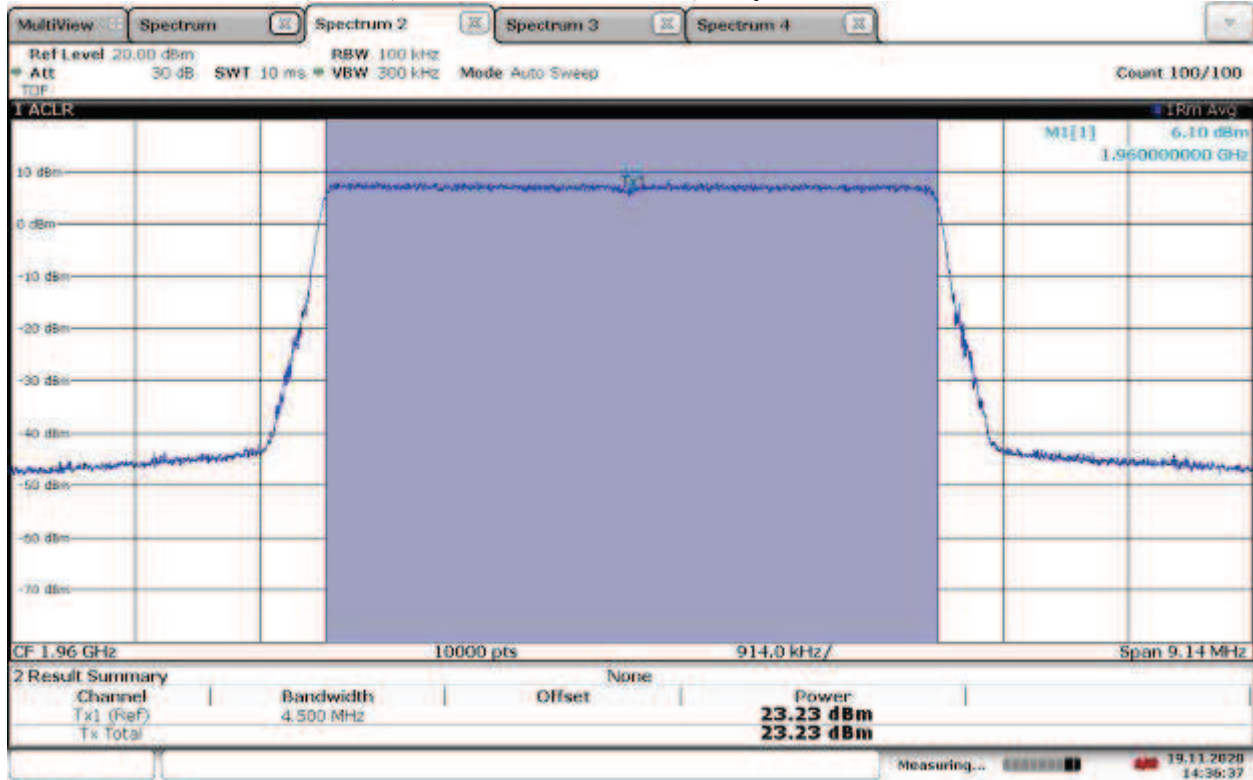 MultiView Spectrum Spectrum 2 Spectrum 3 Spectrum 4
Ref Level 20.00 dBm RBW 100 kHz
Att 30 dB SWT 10 ms VBW 300 kHz Mode Auto Sweep Count 100/100
TDF
1 ACLR 1Rm Avg
M1[1] 6.10 dBm
1.960000000 GHz
10 dBm
Tx1
0 dBm
-10 dBm
-20 dBm
-30 dBm
-40 dBm
-50 dBm
-60 dBm
-70 dBm
CF 1.96 GHz 10000 pts 914.0 kHz/ Span 9.14 MHz
2 Result Summary None
Channel Bandwidth Offset Power
Tx1 (Ref) 4.500 MHz 23.23 dBm
Tx Total 23.23 dBm
Measuring... 19.11.2020
14:36:37